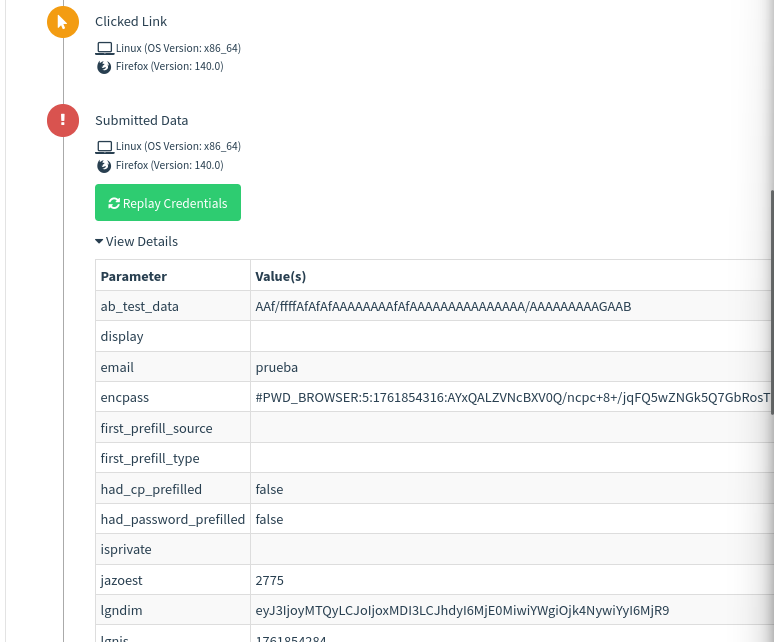 Clicked Link
Linux (OS Version: x86_64)
Firefox (Version: 140.0)
Submitted Data
Linux (OS Version: x86_64)
Firefox (Version: 140.0)
Replay Credentials
View Details
Parameter Value(s)
ab_test_data AAf/ffffAfAfAfAAAAAAAAfAfAAAAAAAAAAAAAAA/AAAAAAAAAGAAB
display
email prueba
encpass #PWD_BROWSER:5:1761854316:AYxQALZVNcBXV0Q/ncpc+8+/jqFQ5wZNGk5Q7GbRosT
first_prefill_source
first_prefill_type
had_cp_prefilled false
had_password_prefilled false
isprivate
jazoest 2775
lgndim eyJ3IjoyMTQyLCJoIjoxMDI3LCJhdyI6MjE0MiwiYWgiOjk4NywiYyI6MjR9
lgnjs 1761854284